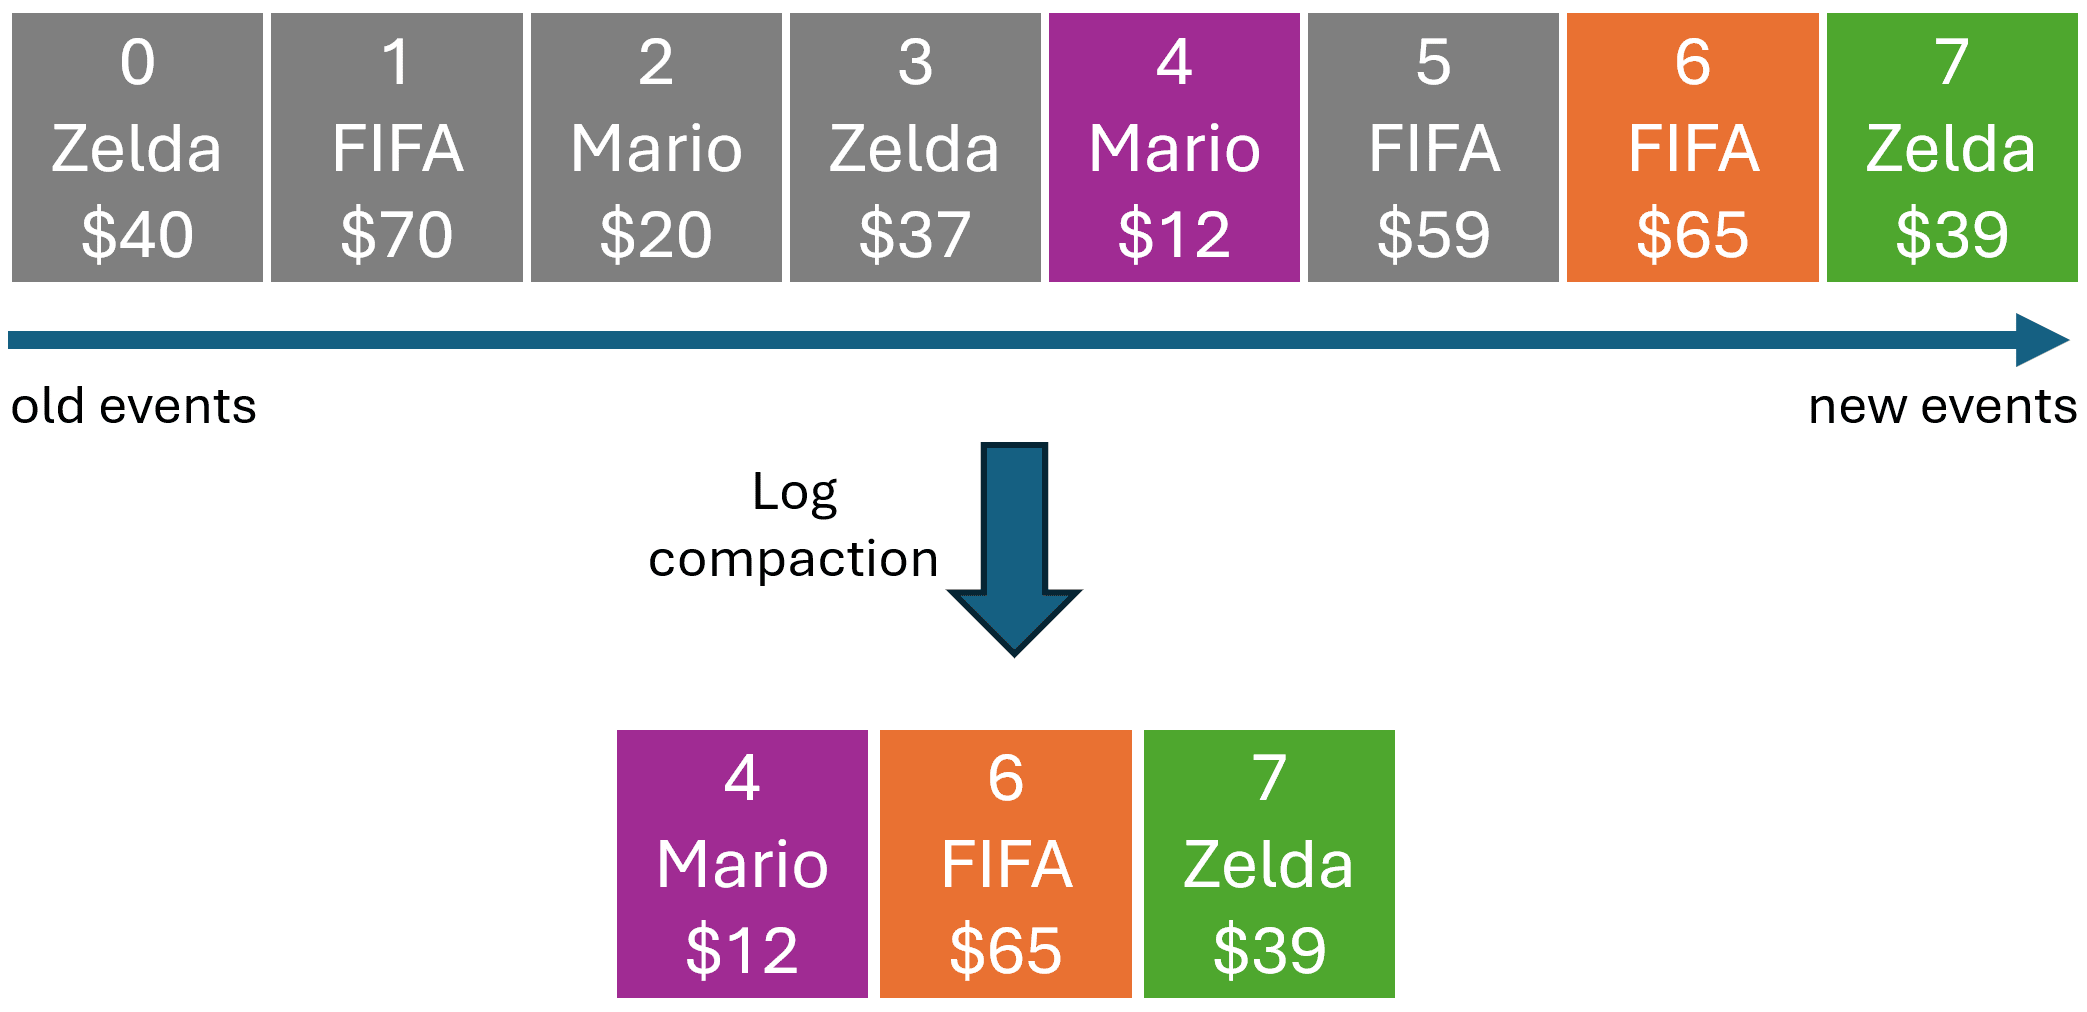 0
Zelda
$40
1
FIFA
$70
2
Mario
$20
3
Zelda
$37
4
Mario
$12
5
FIFA
$59
6
FIFA
$65
7
Zelda
$39
old events
new events
Log
compaction
4
Mario
$12
6
FIFA
$65
7
Zelda
$39